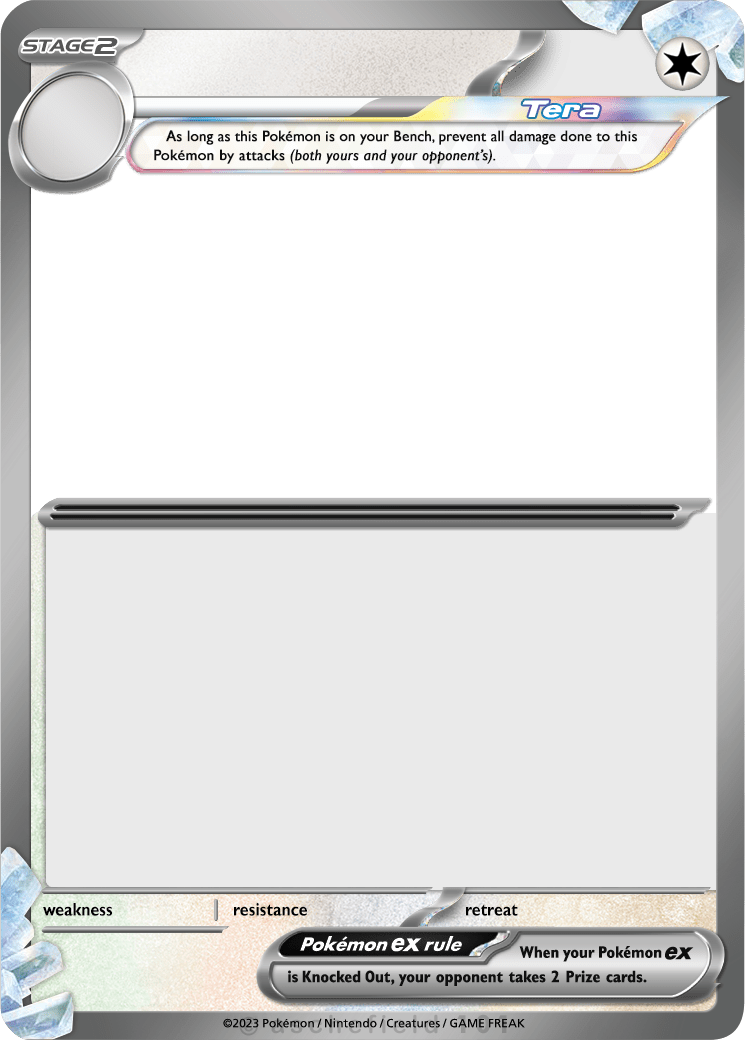 STAGE2
Tera
As long as this Pokémon is on your Bench, prevent all damage done to this
Pokémon by attacks (both yours and your opponent's).
weakness
resistance
retreat
Pokémon ex rule
When your Pokémon ex
is Knocked Out, your opponent takes 2 Prize cards.
©2023 Pokémon / Nintendo / Creatures / GAME FREAK